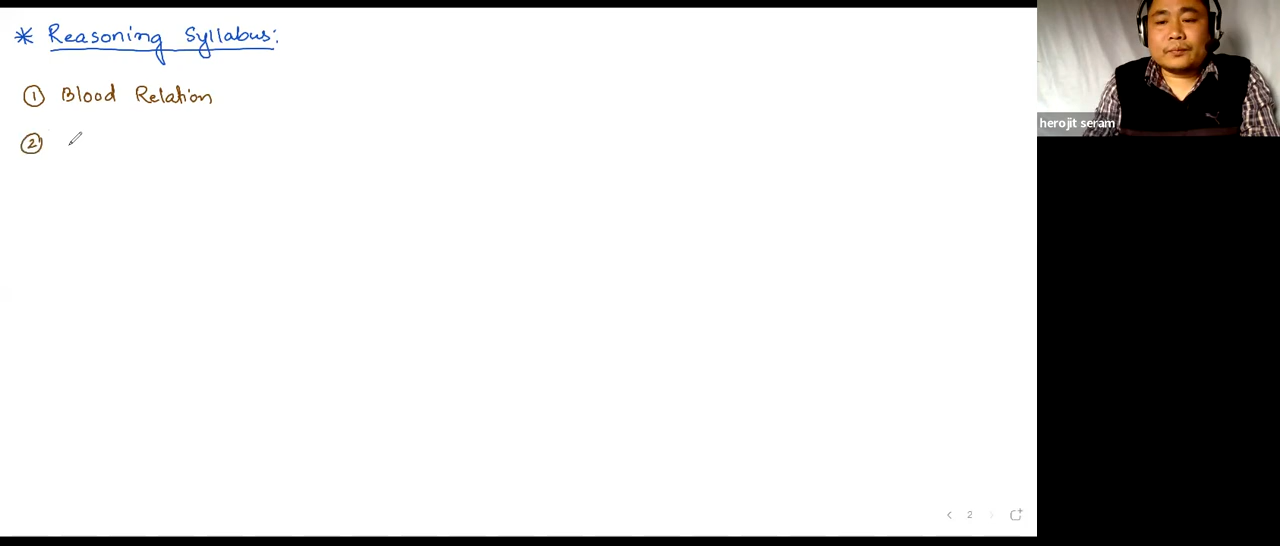 * Reasoning Syllabus:
① Blood Relation
②
herojit seram
2